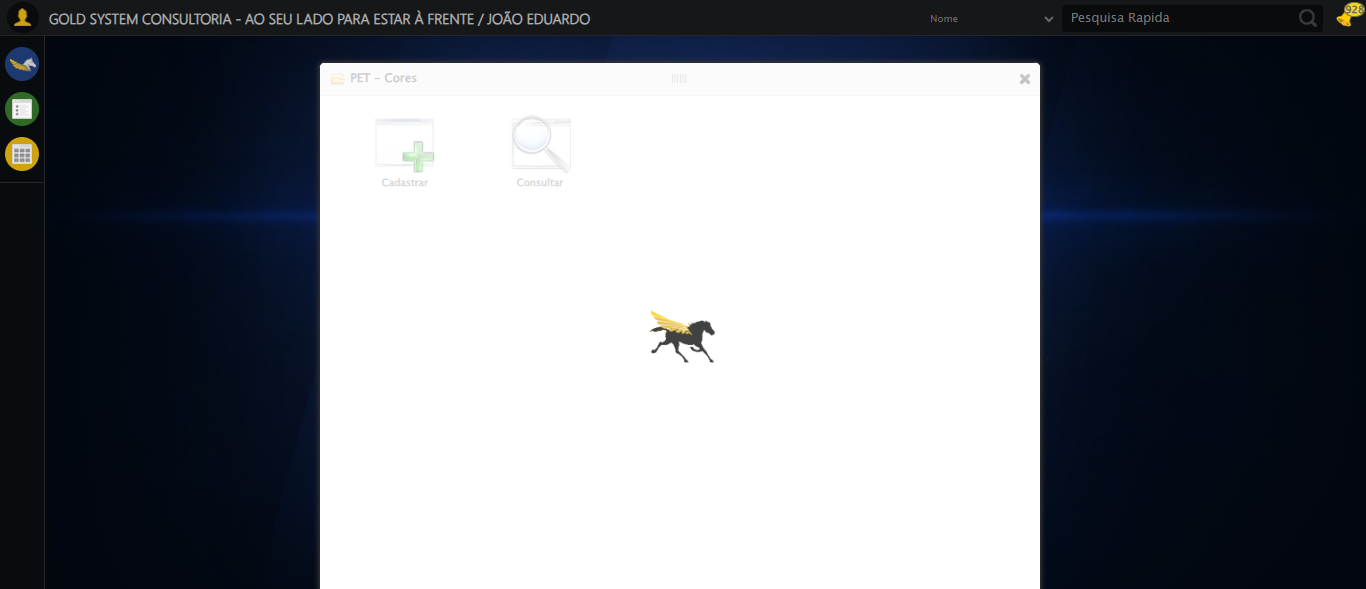 GOLD SYSTEM CONSULTORIA - AO SEU LADO PARA ESTAR À FRENTE / JOÃO EDUARDO
Nome
Pesquisa Rapida
928
PET - Cores
Cadastrar
Consultar